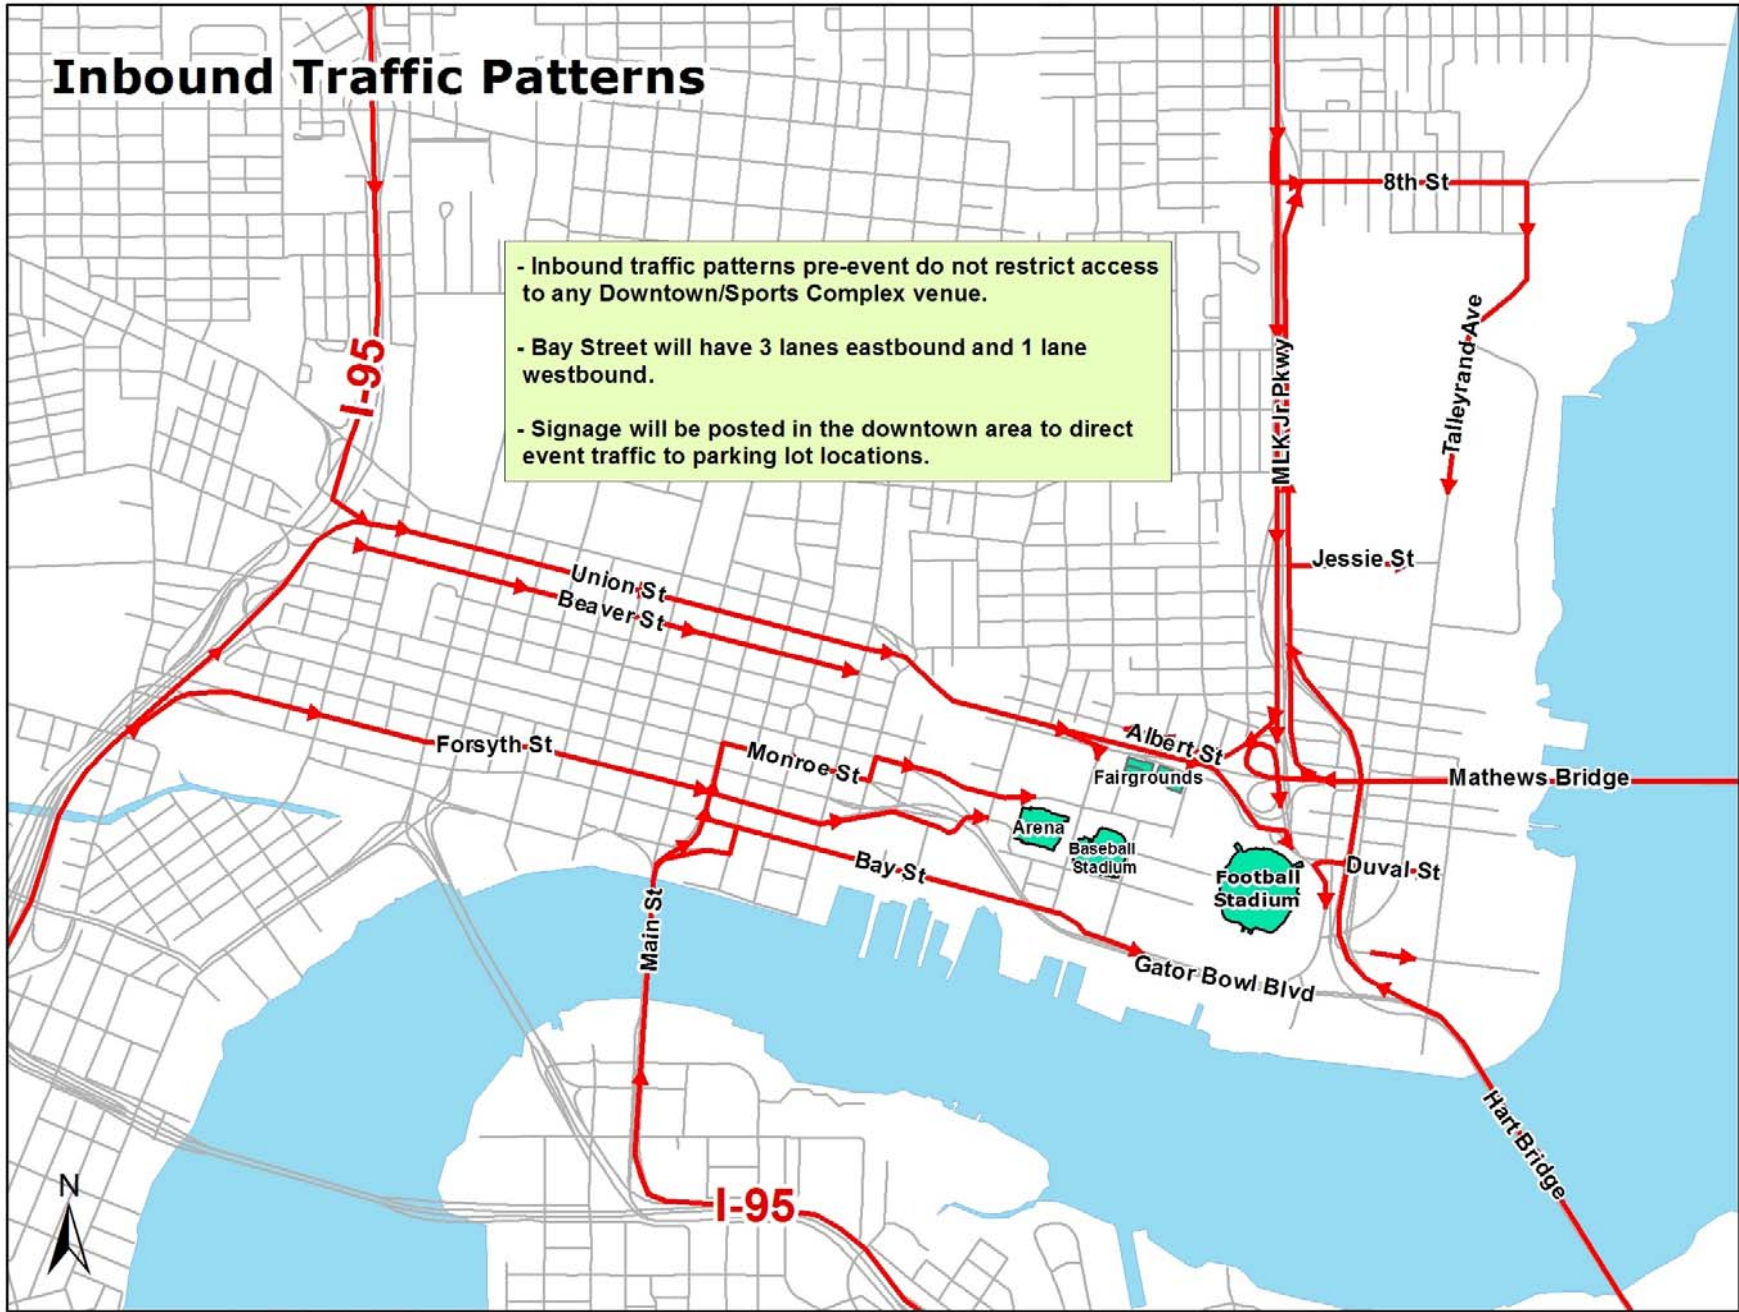 Inbound Traffic Patterns
8th St
- Inbound traffic patterns pre-event do not restrict access
to any Downtown/Sports Complex venue.
- Bay Street will have 3 lanes eastbound and 1 lane
westbound.
- Signage will be posted in the downtown area to direct
event traffic to parking lot locations.
I-95
MLK Jr Pkwy
Talleyrand Ave
Jessie St
Union St
Beaver St
Forsyth St
Monroe St
Albert St
Fairgrounds
Mathews Bridge
Arena
Baseball
Stadium
Bay St
Football
Stadium
Duval St
Main St
Gator Bowl Blvd
Hart Bridge
N
I-95